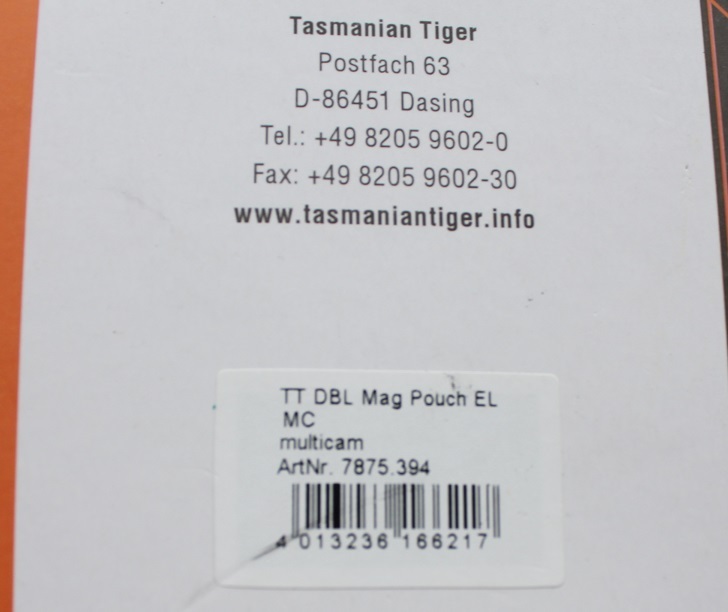 Tasmanian Tiger
Postfach 63
D-86451 Dasing
Tel.: +49 8205 9602-0
Fax: +49 8205 9602-30
www.tasmaniantiger.info
TT DBL Mag Pouch EL
MC
multicam
ArtNr. 7875.394
4 013236 166217